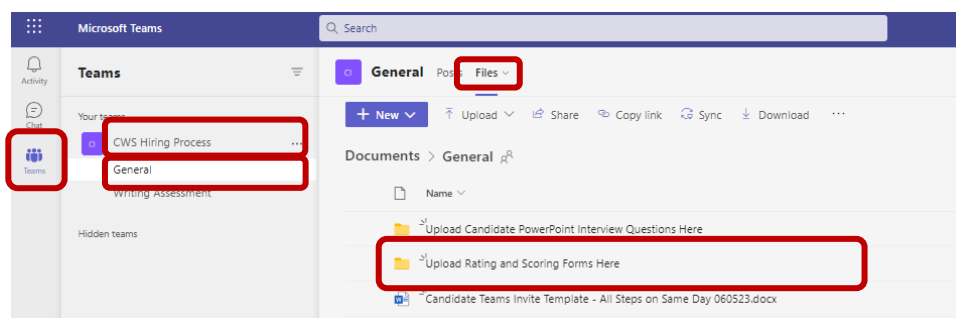 Microsoft Teams
Search
Activity
Chat
Teams
Teams
Your teams
CWS Hiring Process
General
Writing Assessment
Hidden teams
General Posts Files
New Upload Share Copy link Sync Download
Documents > General
Name
Upload Candidate PowerPoint Interview Questions Here
Upload Rating and Scoring Forms Here
Candidate Teams Invite Template - All Steps on Same Day 060523.docx